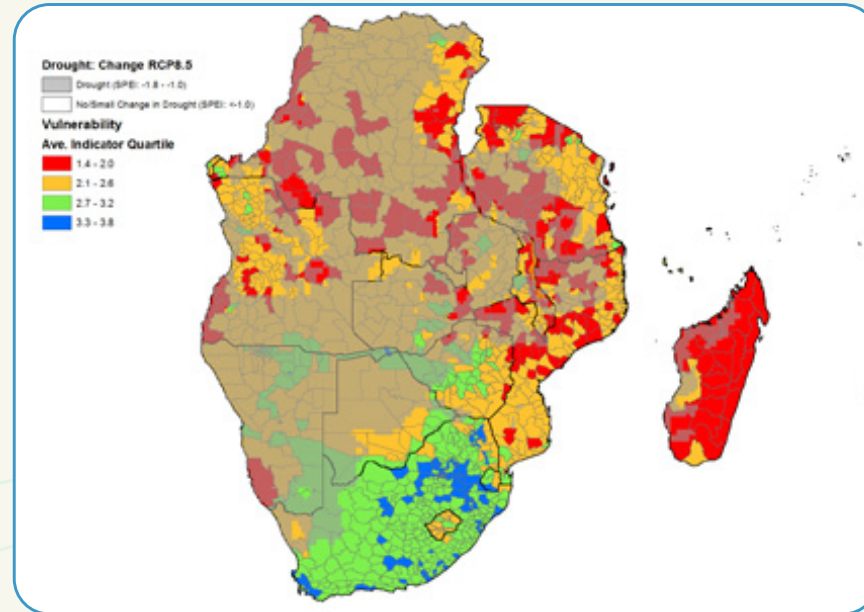 Drought: Change RCP8.5
Drought (SPEI: -1.8 - -1.0)
No/Small Change in Drought (SPEI: <-1.0)
Vulnerability
Ave. Indicator Quartile
1.4 - 2.0
2.1 - 2.6
2.7 - 3.2
3.3 - 3.8